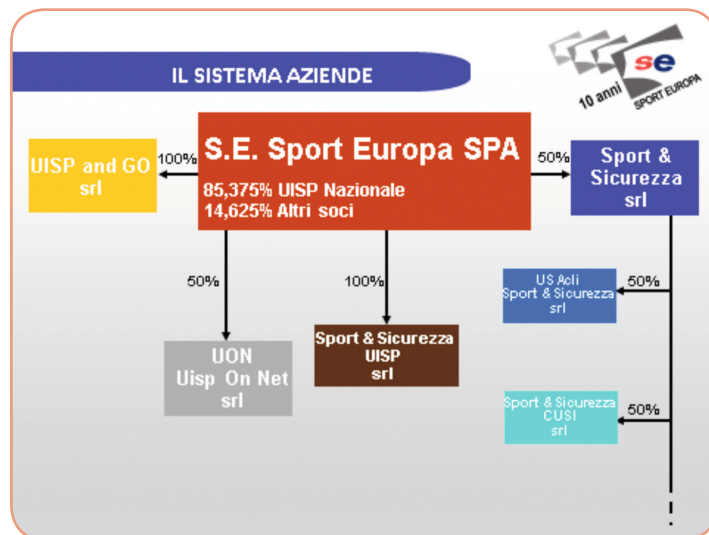 IL SISTEMA AZIENDE
se
10 anni SPORT EUROPA
UISP and GO
srl
100%
S.E. Sport Europa SPA
85,375% UISP Nazionale
14,625% Altri soci
50%
Sport &
Sicurezza
srl
50%
100%
US Acli
Sport & Sicurezza
srl
50%
UON
Uisp On Net
srl
Sport & Sicurezza
UISP
srl
Sport & Sicurezza
CUSI
srl
50%